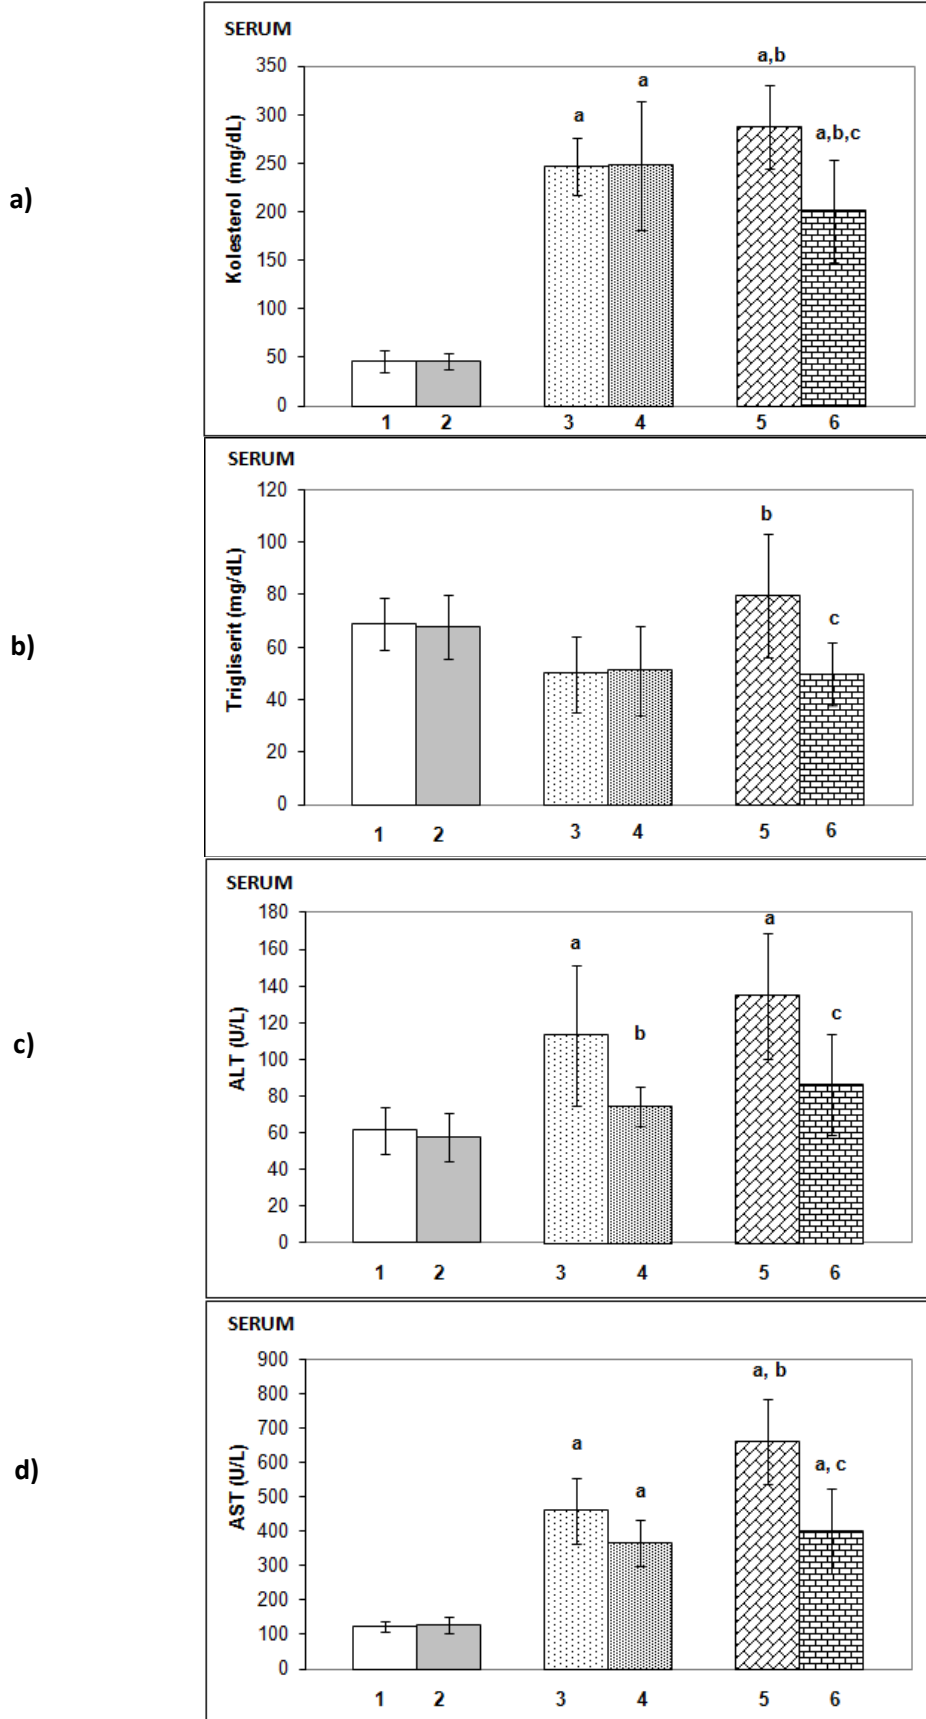 SERUM
350
300
250
200
150
100
50
0
Kolesterol (mg/dL)
a
a
a,b
a,b,c
1 2 3 4 5 6
a)
SERUM
120
100
80
60
40
20
0
Trigliserit (mg/dL)
b
c
1 2 3 4 5 6
b)
SERUM
180
160
140
120
100
80
60
40
20
0
ALT (U/L)
a
b
a
c
1 2 3 4 5 6
c)
SERUM
900
800
700
600
500
400
300
200
100
0
AST (U/L)
a
a
a, b
a, c
1 2 3 4 5 6
d)